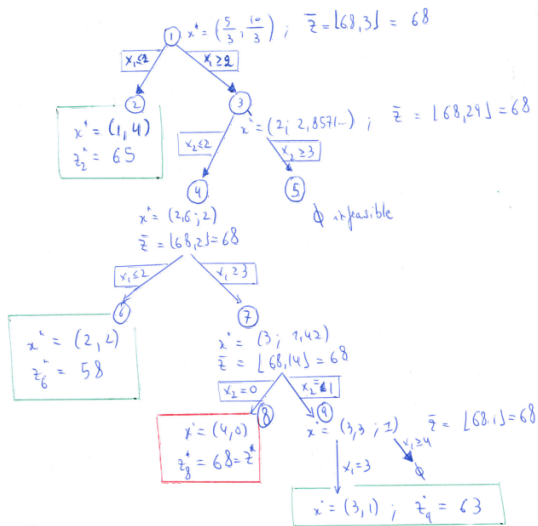 ① x* = (5/3, 10/3) ; z̄ = ⌊68,3⌋ = 68
x₁≤1 x₁≥2
② ③
x* = (1,4)
z₂* = 65
x* = (2; 2,8571...) ; z̄ = ⌊68,29⌋ = 68
x₂≤2 x₂≥3
④ ⑤
x* = (2,6 ; 2)
z̄ = ⌊68,2⌋ = 68
ϕ infeasible
x₁≤2 x₁≥3
⑥ ⑦
x* = (2, 2)
z₆* = 58
x* = (3; 1,42)
z̄ = ⌊68,14⌋ = 68
x₂=0 x₂=1
⑧ ⑨
x* = (4,0)
z₈* = 68 = z*
x* = (3,3 ; 1) z̄ = ⌊68.1⌋ = 68
x₁=3 x₁≥4
ϕ
x* = (3,1) ; z₉* = 63